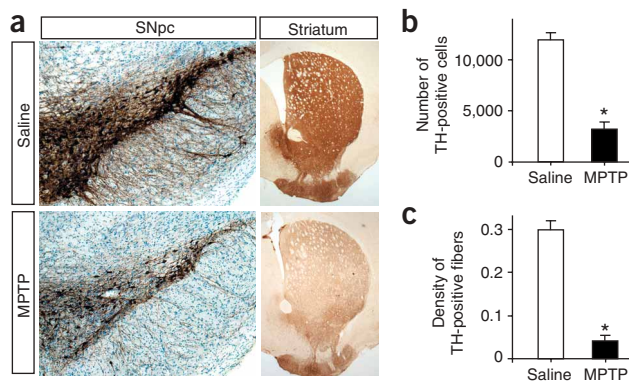 a
SNpc
Striatum
Saline
MPTP
b
Number of
TH-positive cells
10,000
5,000
0
*
Saline
MPTP
c
Density of
TH-positive fibers
0.3
0.2
0.1
0
*
Saline
MPTP